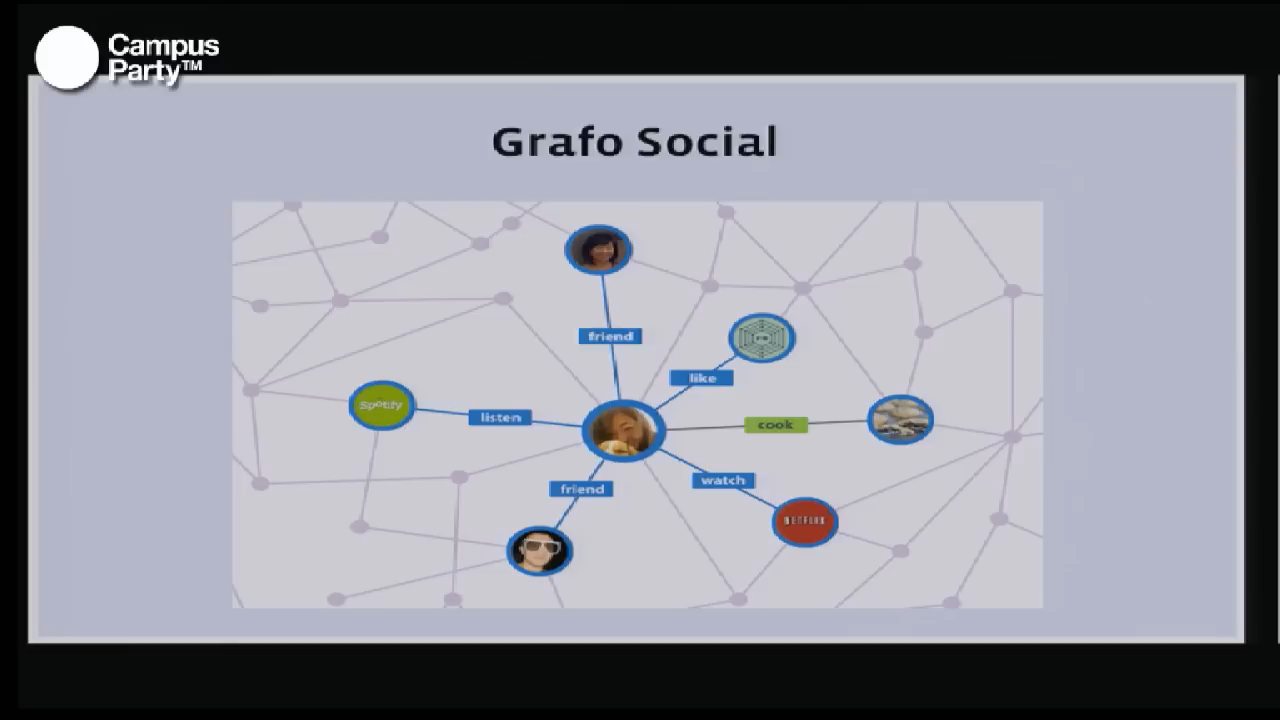 Campus
Party™
Grafo Social
friend
like
Spotify
listen
cook
watch
friend
NETFLIX